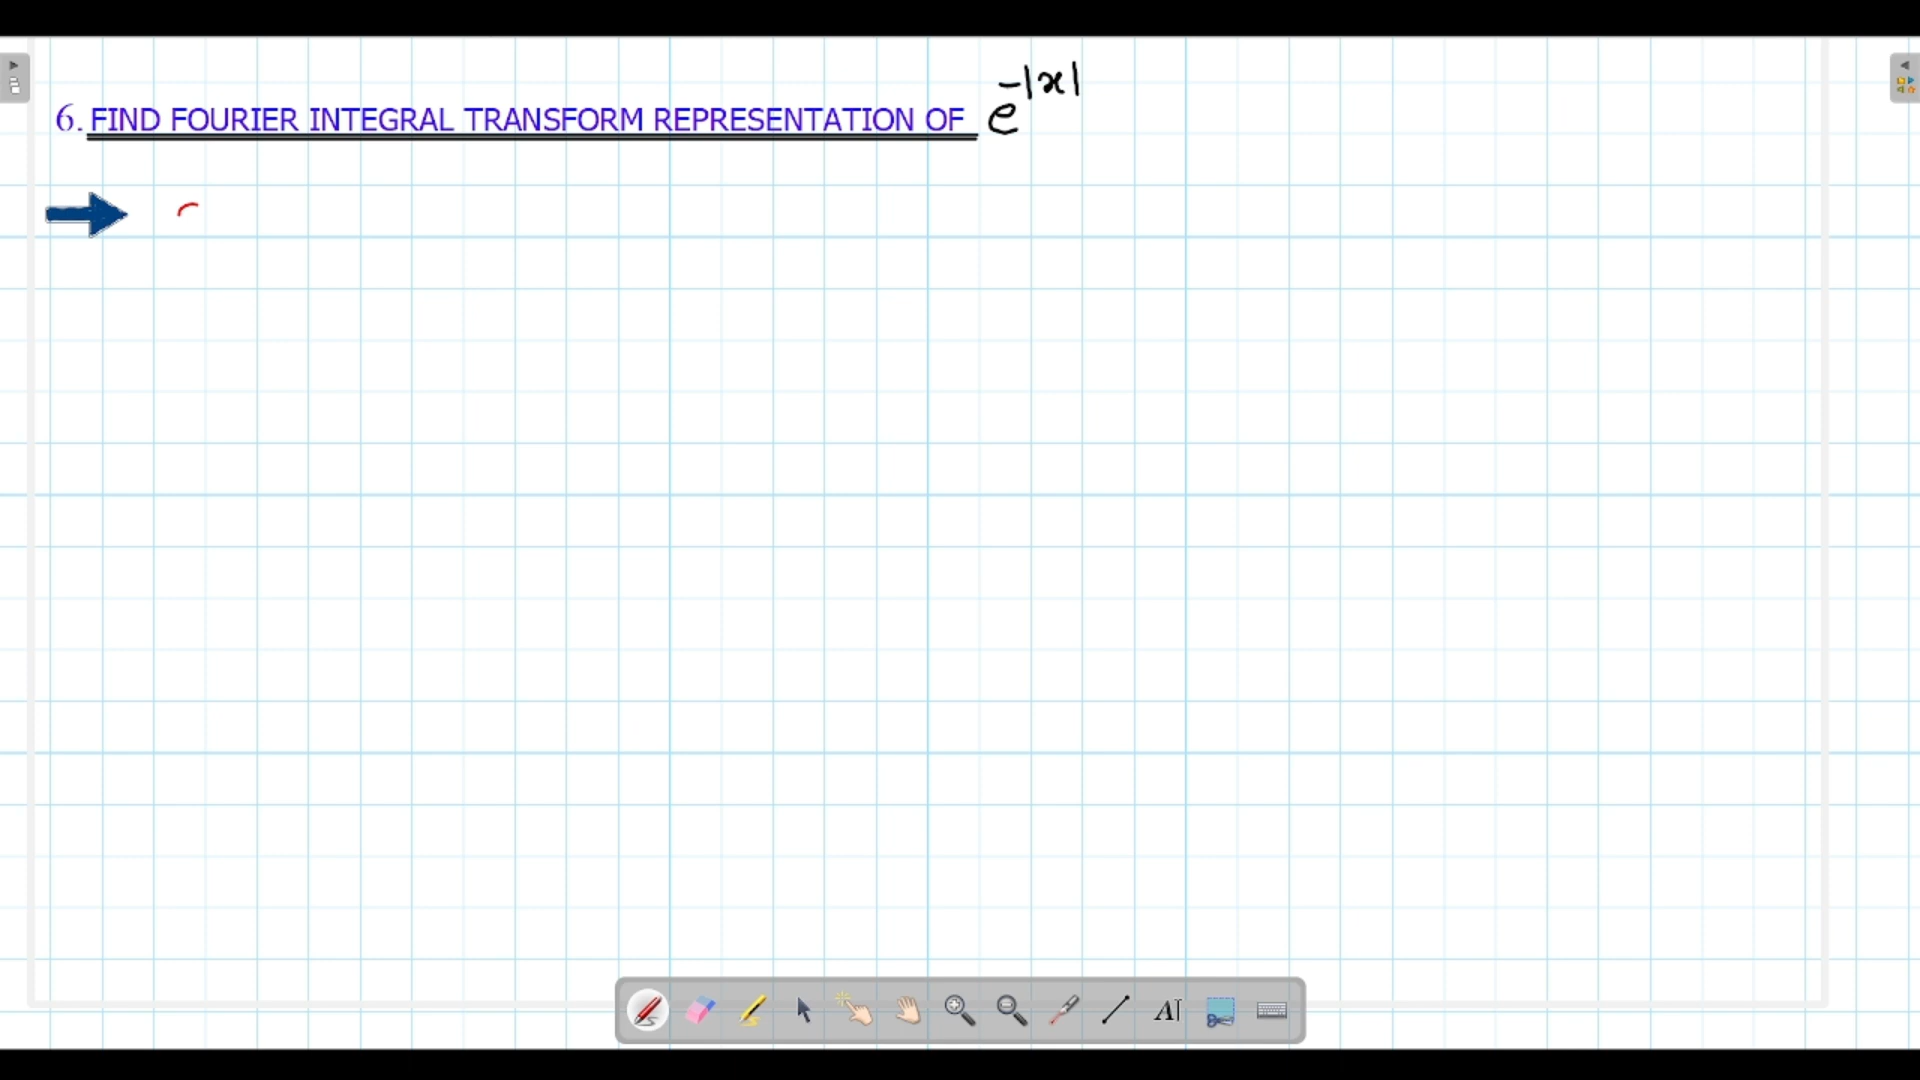 6. FIND FOURIER INTEGRAL TRANSFORM REPRESENTATION OF e^{-|x|}